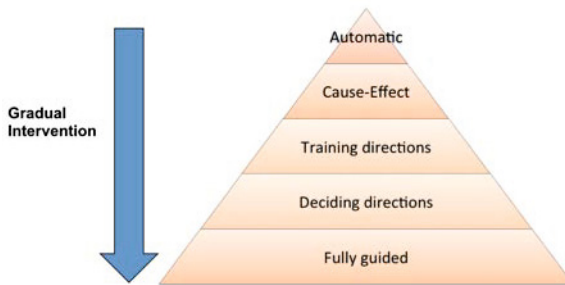 Gradual
Intervention
Automatic
Cause-Effect
Training directions
Deciding directions
Fully guided